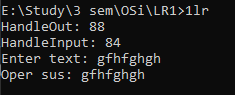 E:\Study\3 sem\OSi\LR1>1lr
HandleOut: 88
HandleInput: 84
Enter text: gfhfghgh
Oper sus: gfhfghgh